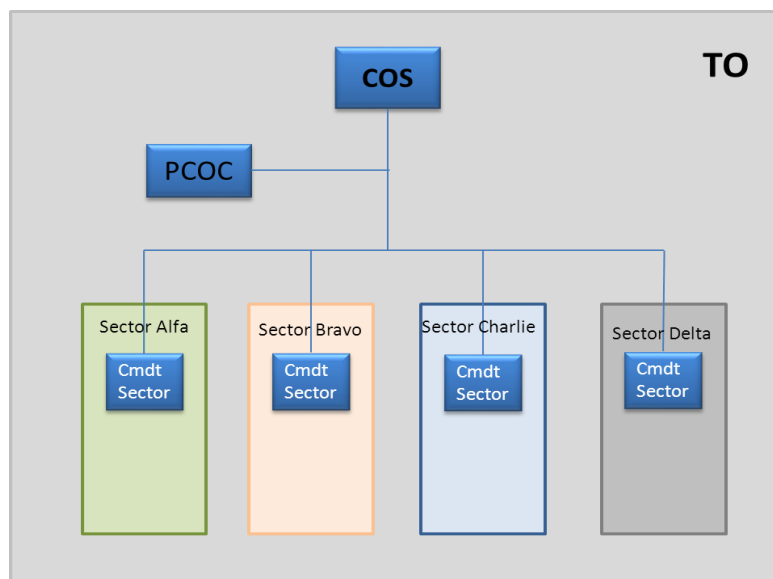 COS
TO
PCOC
Sector Alfa
Cmdt
Sector
Sector Bravo
Cmdt
Sector
Sector Charlie
Cmdt
Sector
Sector Delta
Cmdt
Sector